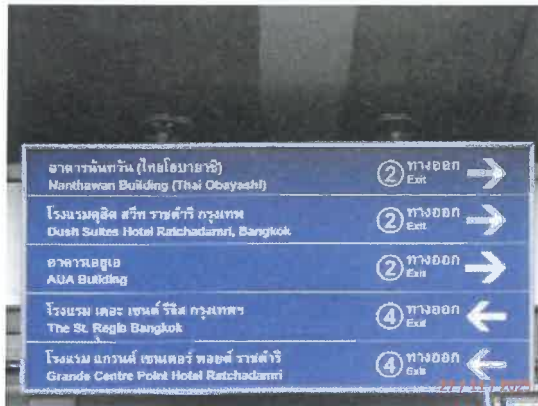 อาคารนันทวัน (ไทยโอบายาชิ)
Nanthawan Building (Thai Obayashi)
② ทางออก
Exit
โรงแรมดุสิต สวีท ราชดำริ กรุงเทพ
Dusit Suites Hotel Ratchadamri, Bangkok
② ทางออก
Exit
อาคารเอยูเอ
AUA Building
② ทางออก
Exit
โรงแรม เดอะ เซนต์ รีจิส กรุงเทพฯ
The St. Regis Bangkok
④ ทางออก
Exit
โรงแรม แกรนด์ เซนเตอร์ พอยต์ ราชดำริ
Grande Centre Point Hotel Ratchadamri
④ ทางออก
Exit